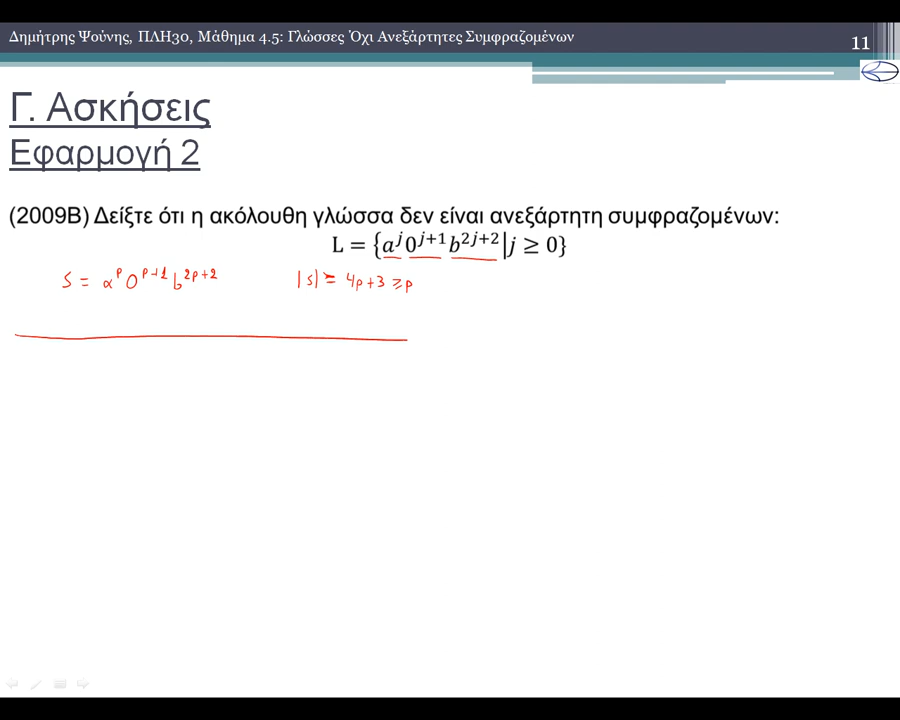 Δημήτρης Ψούνης, ΠΛΗ30, Μάθημα 4.5: Γλώσσες Όχι Ανεξάρτητες Συμφραζομένων
11
Γ. Ασκήσεις
Εφαρμογή 2
(2009Β) Δείξτε ότι η ακόλουθη γλώσσα δεν είναι ανεξάρτητη συμφραζομένων:
L = {a^j 0^{j+1} b^{2j+2} | j ≥ 0}
S = α^p 0^{p+1} b^{2p+2} |S| = 4p+3 ≥ p